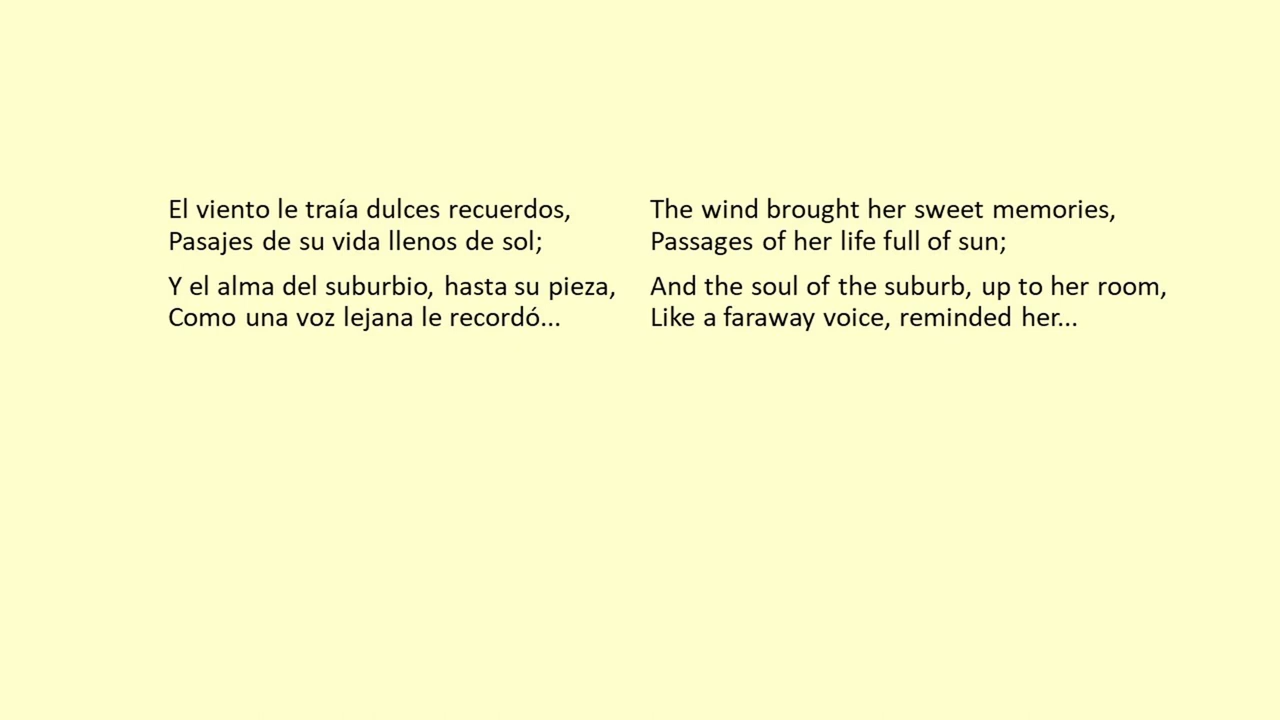 El viento le traía dulces recuerdos,
Pasajes de su vida llenos de sol;
Y el alma del suburbio, hasta su pieza,
Como una voz lejana le recordó...
The wind brought her sweet memories,
Passages of her life full of sun;
And the soul of the suburb, up to her room,
Like a faraway voice, reminded her...